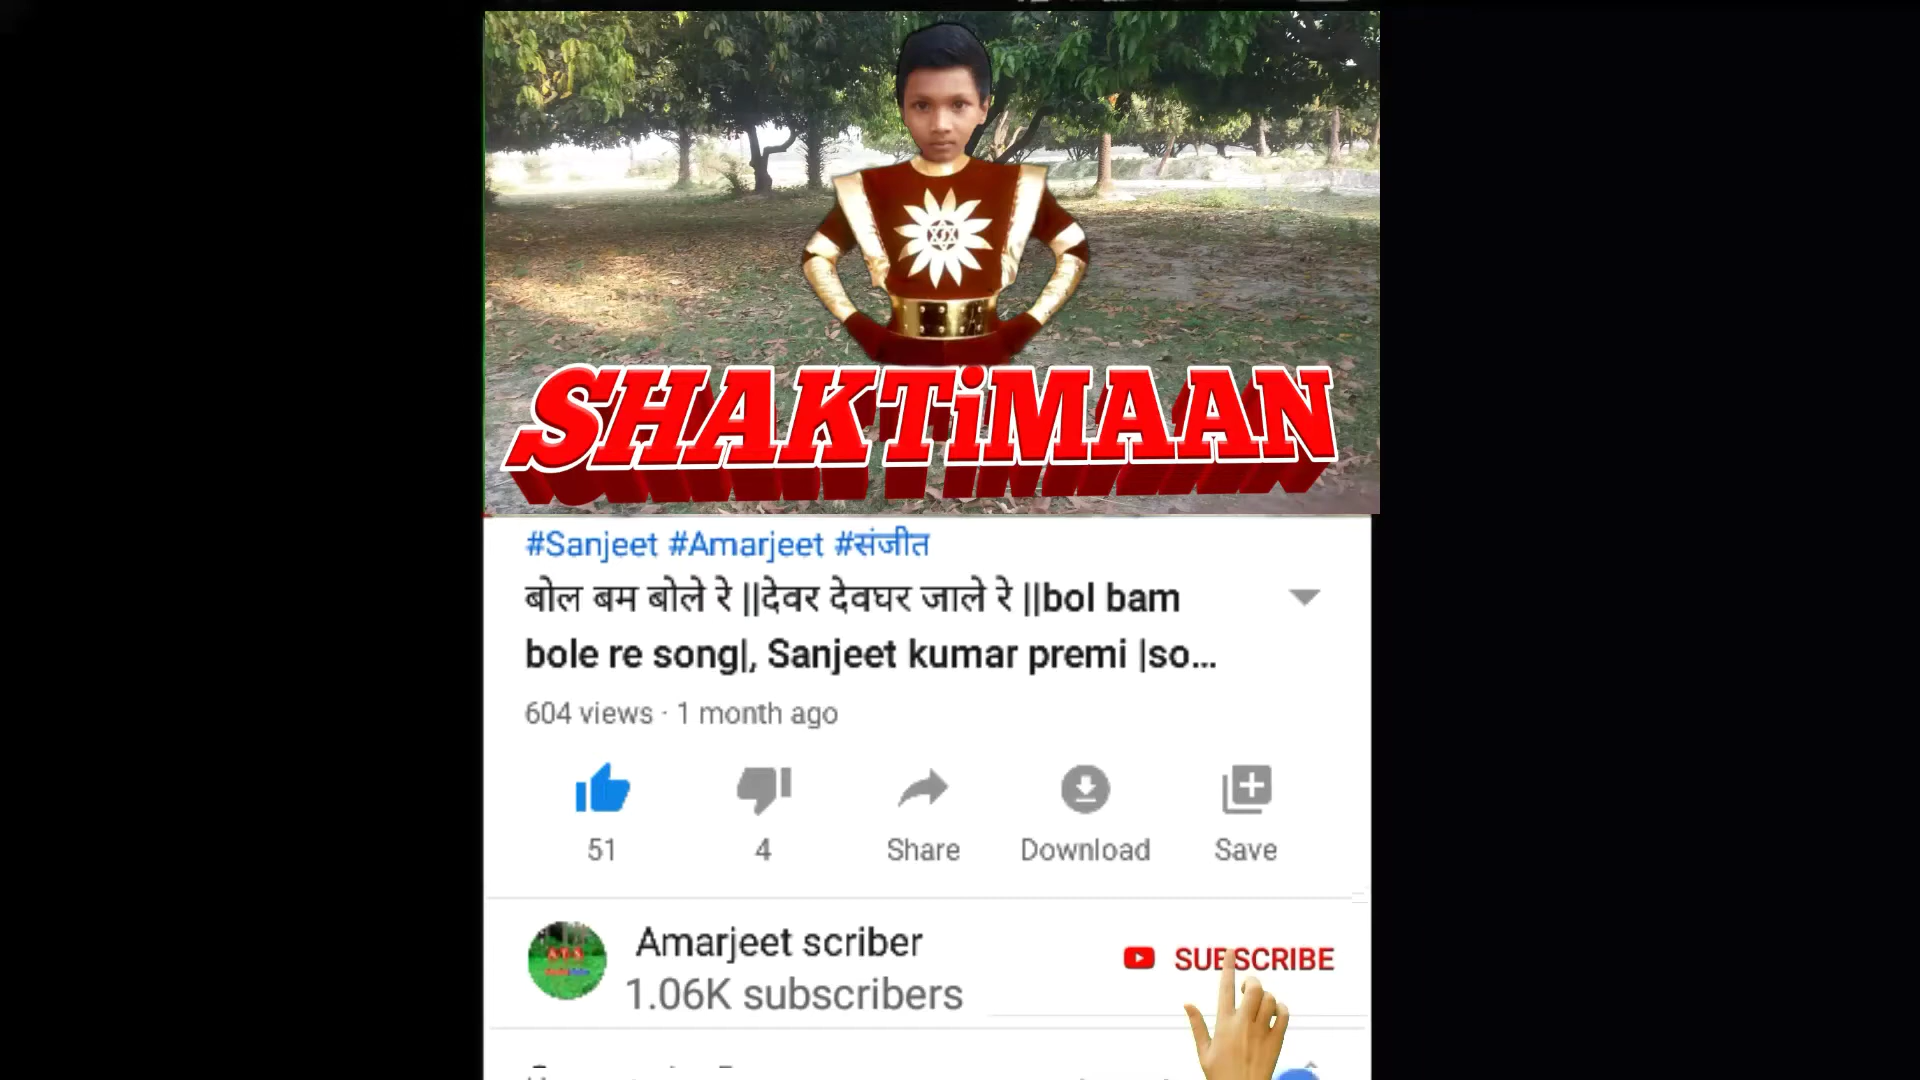 SHAKTiMAAN
#Sanjeet #Amarjeet #संजीत
बोल बम बोले रे ||देवर देवघर जाले रे ||bol bam
bole re song|, Sanjeet kumar premi |so...
604 views · 1 month ago
51
4
Share
Download
Save
Amarjeet scriber
1.06K subscribers
SUBSCRIBE